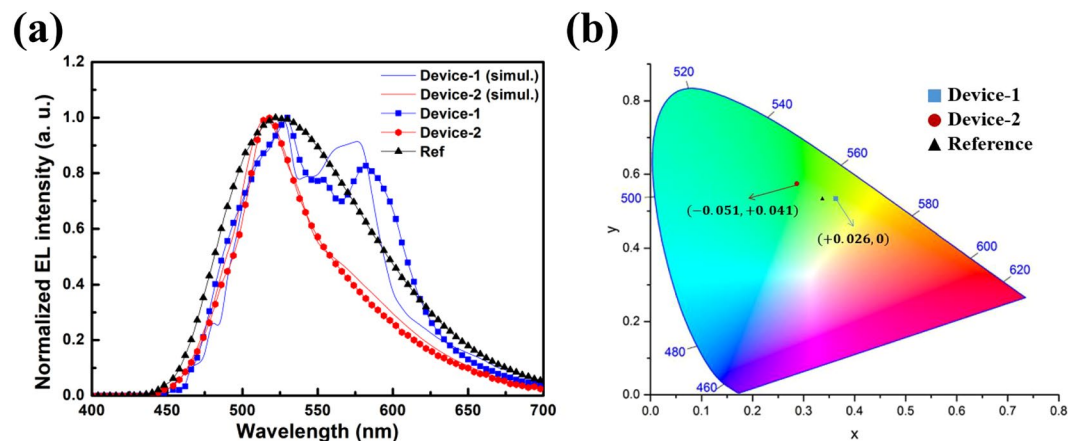 (a)
1.2
1.0
0.8
0.6
0.4
0.2
0.0
400 450 500 550 600 650 700
Normalized EL intensity (a. u.)
Wavelength (nm)
Device-1 (simul.)
Device-2 (simul.)
Device-1
Device-2
Ref
(b)
0.8
0.6
0.4
0.2
0.0
0.0 0.1 0.2 0.3 0.4 0.5 0.6 0.7 0.8
y
x
520
540
560
500
580
600
620
480
460
Device-1
Device-2
Reference
(−0.051, +0.041)
(+0.026, 0)